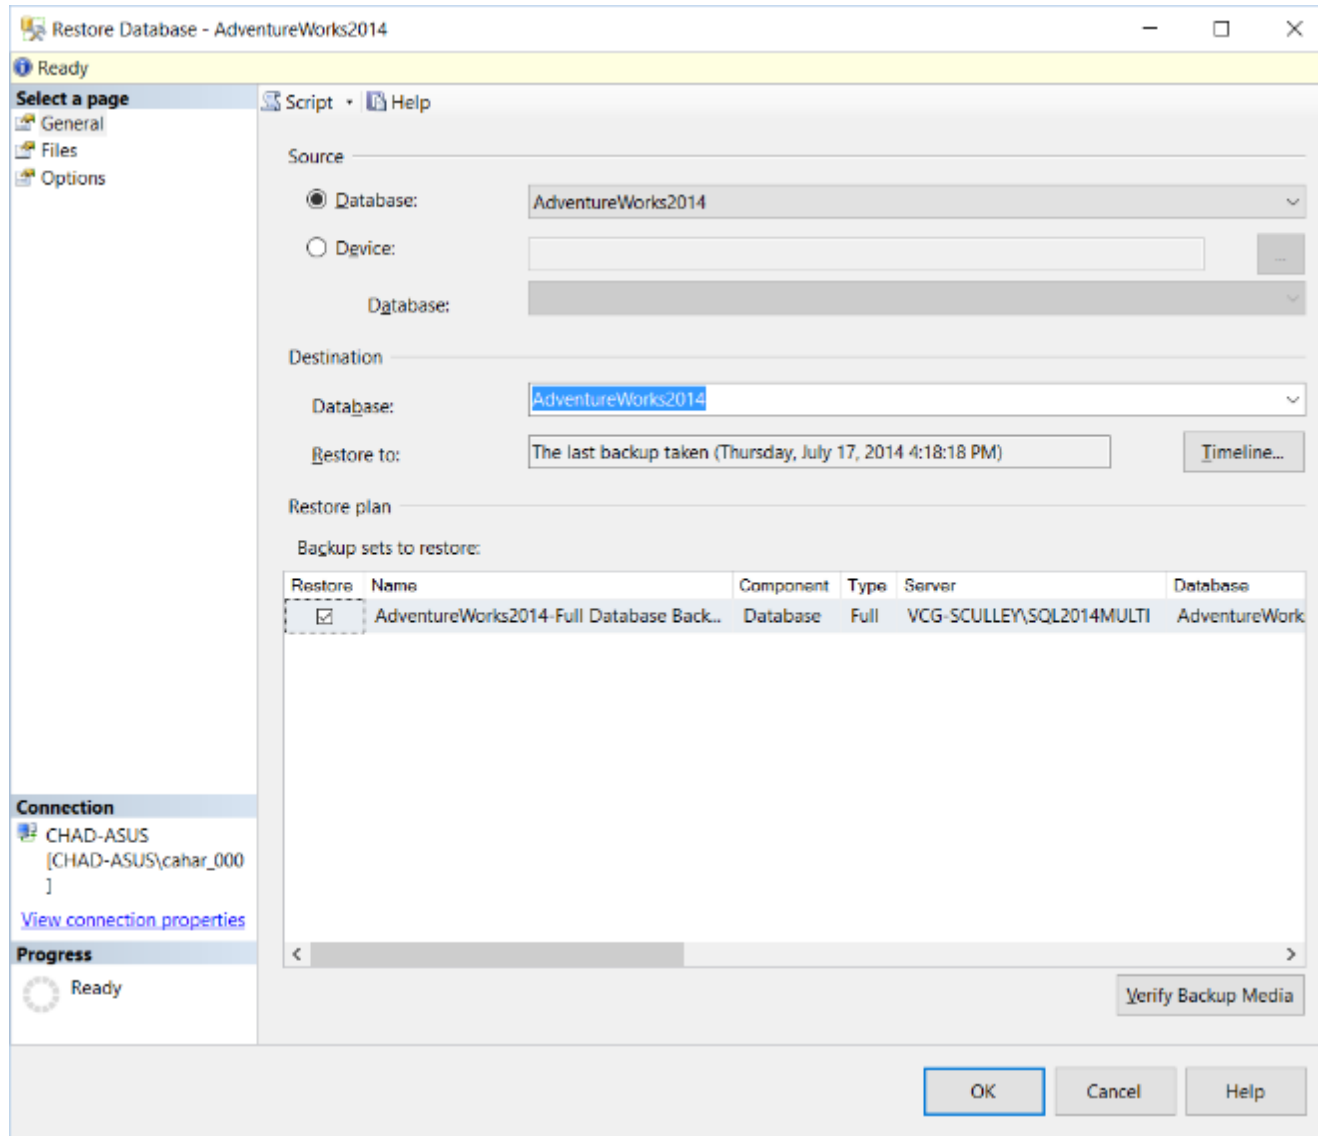 Restore Database - AdventureWorks2014
Ready
Select a page
General
Files
Options
Script
Help
Source
Database:
AdventureWorks2014
Device:
...
Database:
Destination
Database:
AdventureWorks2014
Restore to:
The last backup taken (Thursday, July 17, 2014 4:18:18 PM)
Timeline...
Restore plan
Backup sets to restore:
Restore Name Component Type Server Database
AdventureWorks2014-Full Database Back... Database Full VCG-SCULLEY\SQL2014MULTI AdventureWork
Connection
CHAD-ASUS
[CHAD-ASUS\cahar_000
]
View connection properties
Progress
Ready
Verify Backup Media
OK
Cancel
Help